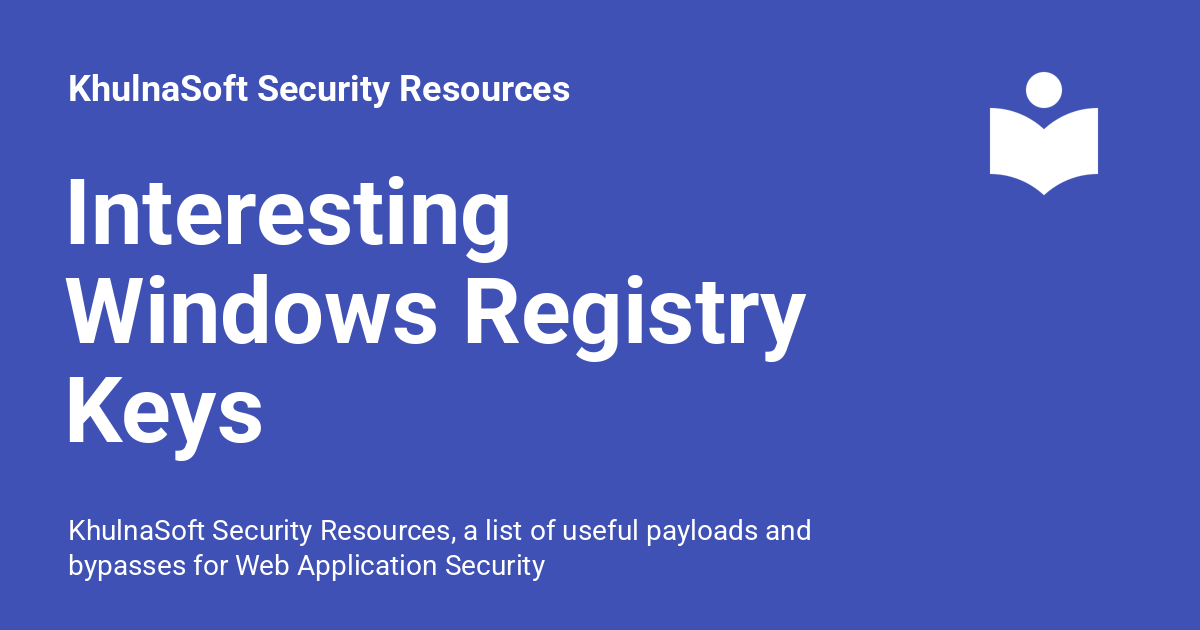 KhulnaSoft Security Resources
Interesting
Windows Registry
Keys
KhulnaSoft Security Resources, a list of useful payloads and
bypasses for Web Application Security